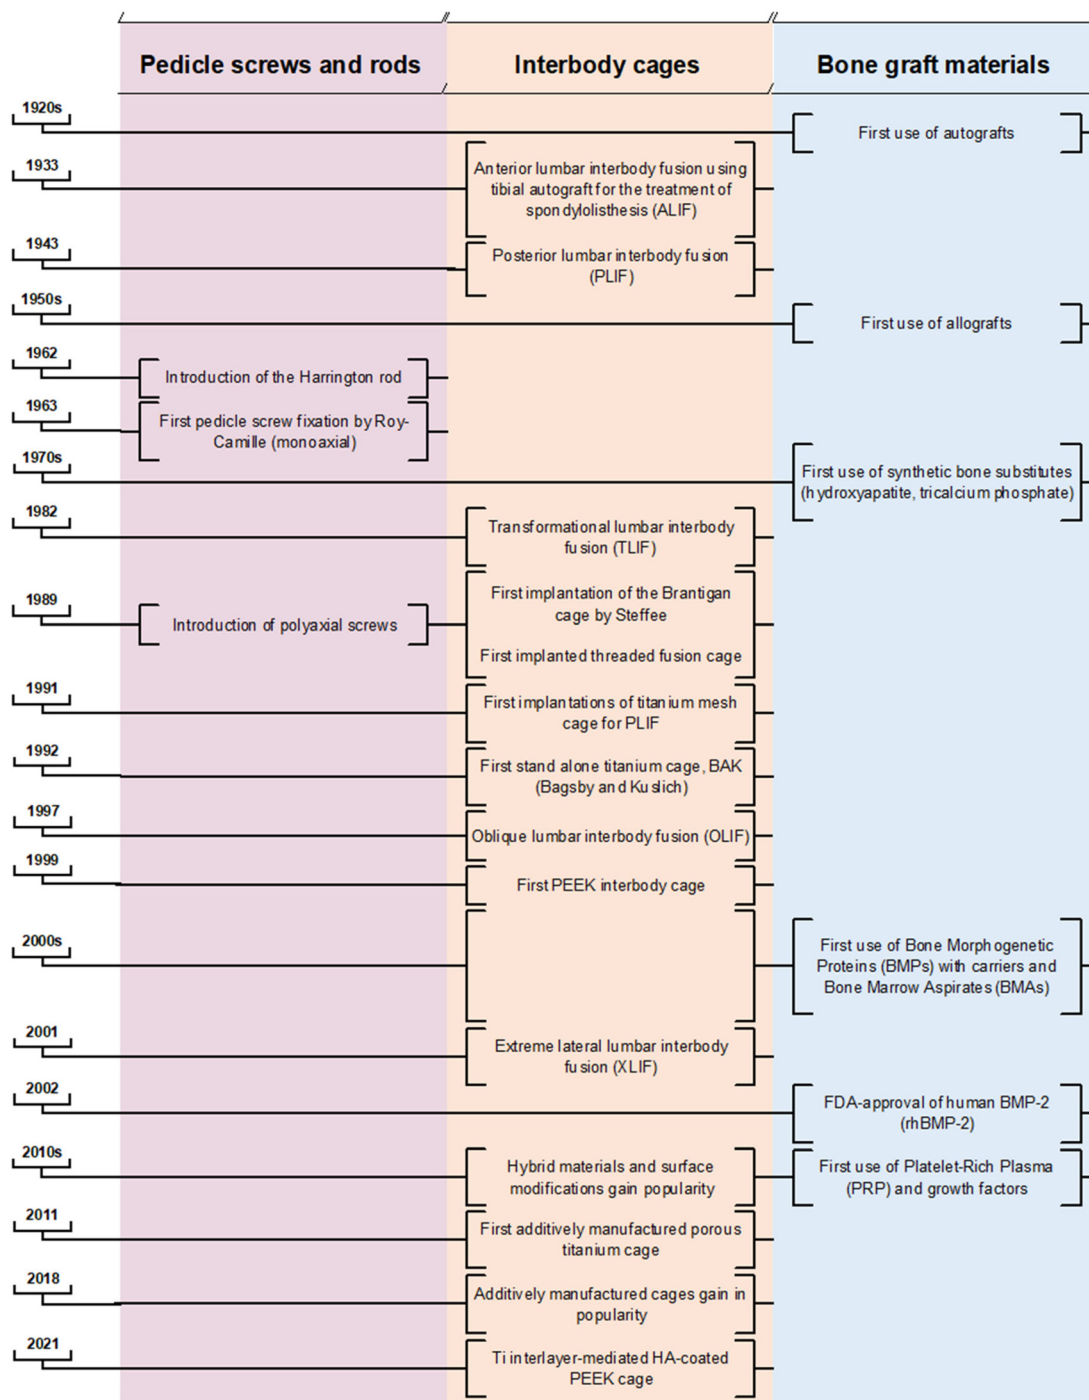 Pedicle screws and rods
Interbody cages
Bone graft materials
1920s
First use of autografts
1933
Anterior lumbar interbody fusion using
tibial autograft for the treatment of
spondylolisthesis (ALIF)
1943
Posterior lumbar interbody fusion
(PLIF)
1950s
First use of allografts
1962
Introduction of the Harrington rod
1963
First pedicle screw fixation by Roy-
Camille (monoaxial)
1970s
First use of synthetic bone substitutes
(hydroxyapatite, tricalcium phosphate)
1982
Transformational lumbar interbody
fusion (TLIF)
1989
Introduction of polyaxial screws
First implantation of the Brantigan
cage by Steffee
First implanted threaded fusion cage
1991
First implantations of titanium mesh
cage for PLIF
1992
First stand alone titanium cage, BAK
(Bagsby and Kuslich)
1997
Oblique lumbar interbody fusion (OLIF)
1999
First PEEK interbody cage
2000s
First use of Bone Morphogenetic
Proteins (BMPs) with carriers and
Bone Marrow Aspirates (BMAs)
2001
Extreme lateral lumbar interbody
fusion (XLIF)
2002
FDA-approval of human BMP-2
(rhBMP-2)
2010s
Hybrid materials and surface
modifications gain popularity
First use of Platelet-Rich Plasma
(PRP) and growth factors
2011
First additively manufactured porous
titanium cage
2018
Additively manufactured cages gain in
popularity
2021
Ti interlayer-mediated HA-coated
PEEK cage